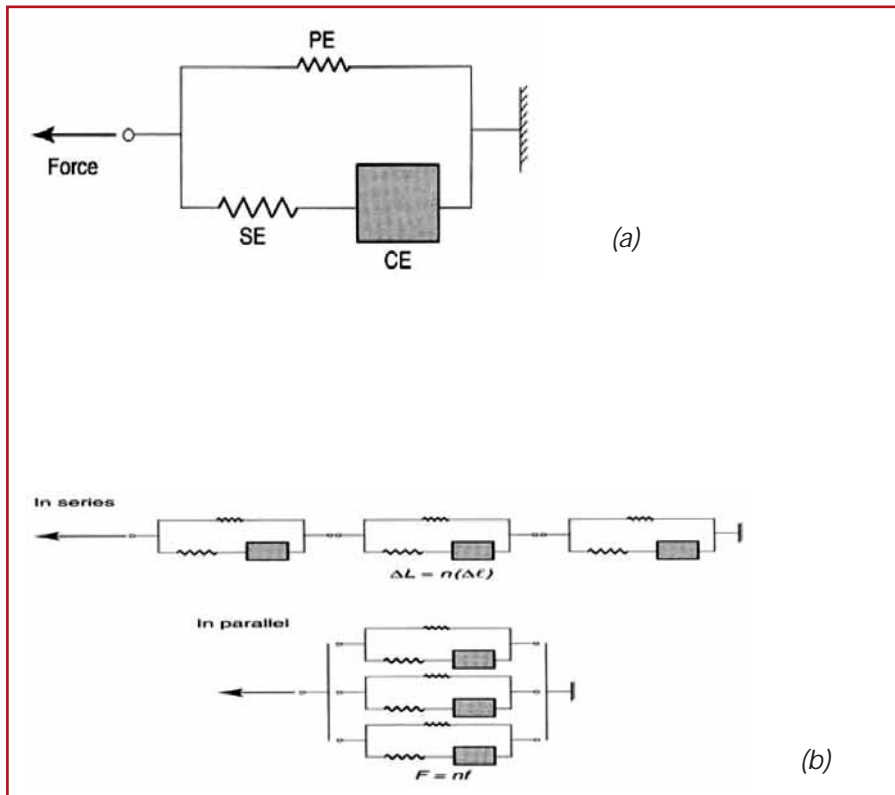 PE
Force
SE
CE
(a)
In series
ΔL = n(Δℓ)
In parallel
F = nf
(b)